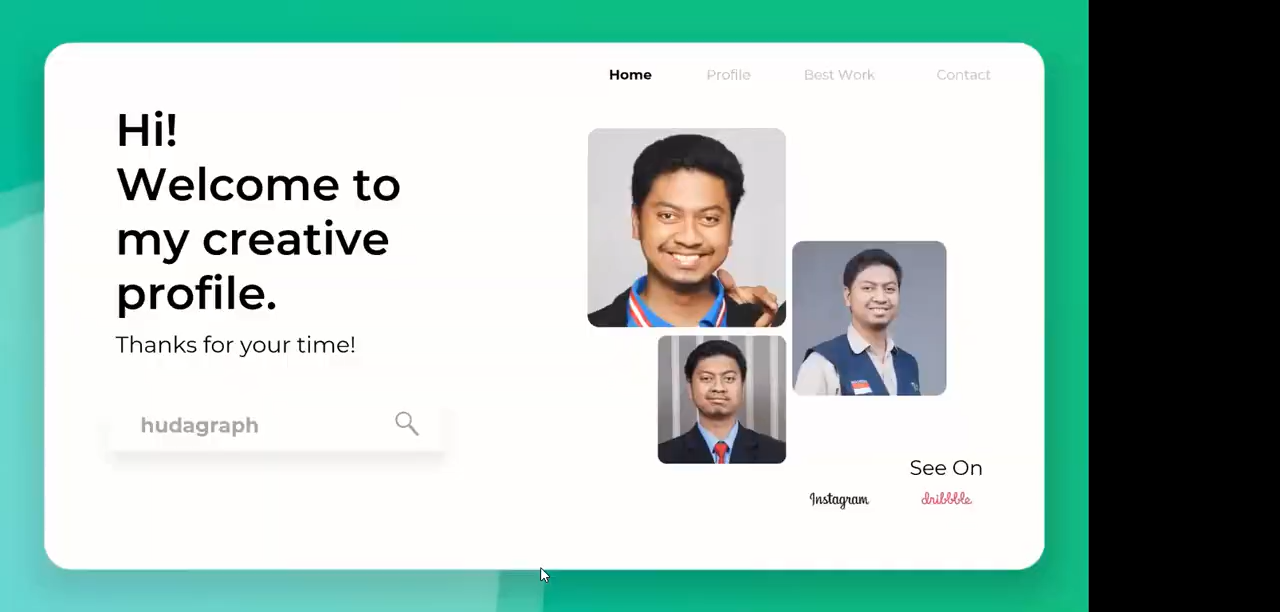 Home Profile Best Work Contact
Hi!
Welcome to
my creative
profile.
Thanks for your time!
hudagraph
See On
Instagram dribbble